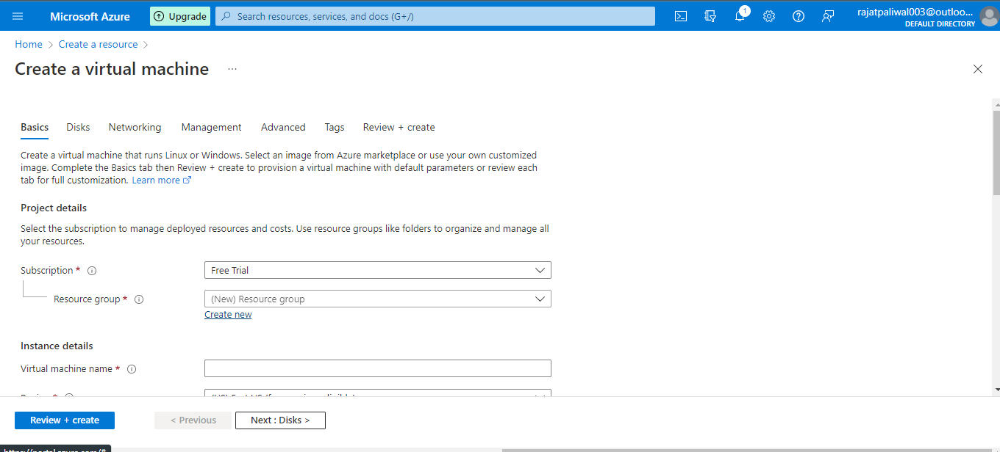 Microsoft Azure
Upgrade
Search resources, services, and docs (G+/)
1
rajatpaliwal003@outloo...
DEFAULT DIRECTORY
Home > Create a resource >
Create a virtual machine ...
Basics Disks Networking Management Advanced Tags Review + create
Create a virtual machine that runs Linux or Windows. Select an image from Azure marketplace or use your own customized
image. Complete the Basics tab then Review + create to provision a virtual machine with default parameters or review each
tab for full customization. Learn more
Project details
Select the subscription to manage deployed resources and costs. Use resource groups like folders to organize and manage all
your resources.
Subscription *
Free Trial
Resource group *
(New) Resource group
Create new
Instance details
Virtual machine name *
Review + create
< Previous
Next : Disks >